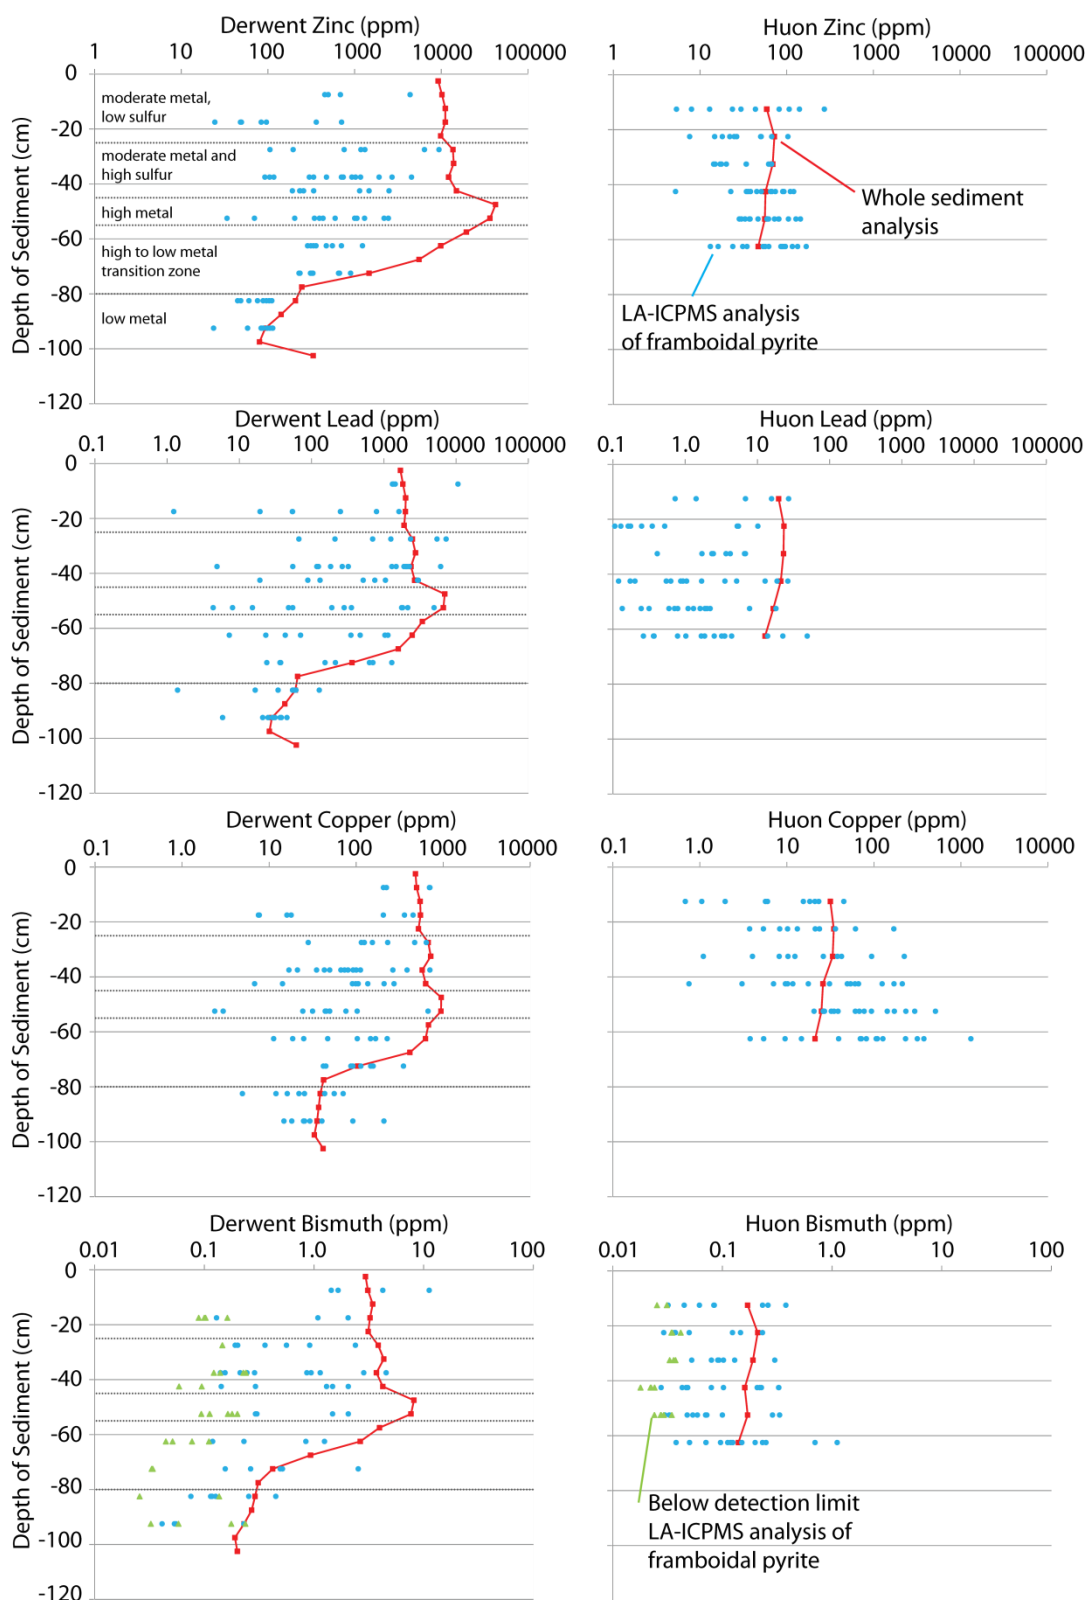 Derwent Zinc (ppm)
1 10 100 1000 10000 100000
Depth of Sediment (cm)
0
-20
-40
-60
-80
-100
-120
moderate metal,
low sulfur
moderate metal and
high sulfur
high metal
high to low metal
transition zone
low metal
Huon Zinc (ppm)
1 10 100 1000 10000 100000
Whole sediment
analysis
LA-ICPMS analysis
of framboidal pyrite
Derwent Lead (ppm)
0.1 1.0 10 100 1000 10000 100000
Depth of Sediment (cm)
0
-20
-40
-60
-80
-100
-120
Huon Lead (ppm)
0.1 1.0 10 100 1000 10000 100000
Derwent Copper (ppm)
0.1 1.0 10 100 1000 10000
Depth of Sediment (cm)
0
-20
-40
-60
-80
-100
-120
Huon Copper (ppm)
0.1 1.0 10 100 1000 10000
Derwent Bismuth (ppm)
0.01 0.1 1.0 10 100
Depth of Sediment (cm)
0
-20
-40
-60
-80
-100
-120
Huon Bismuth (ppm)
0.01 0.1 1.0 10 100
Below detection limit
LA-ICPMS analysis of
framboidal pyrite